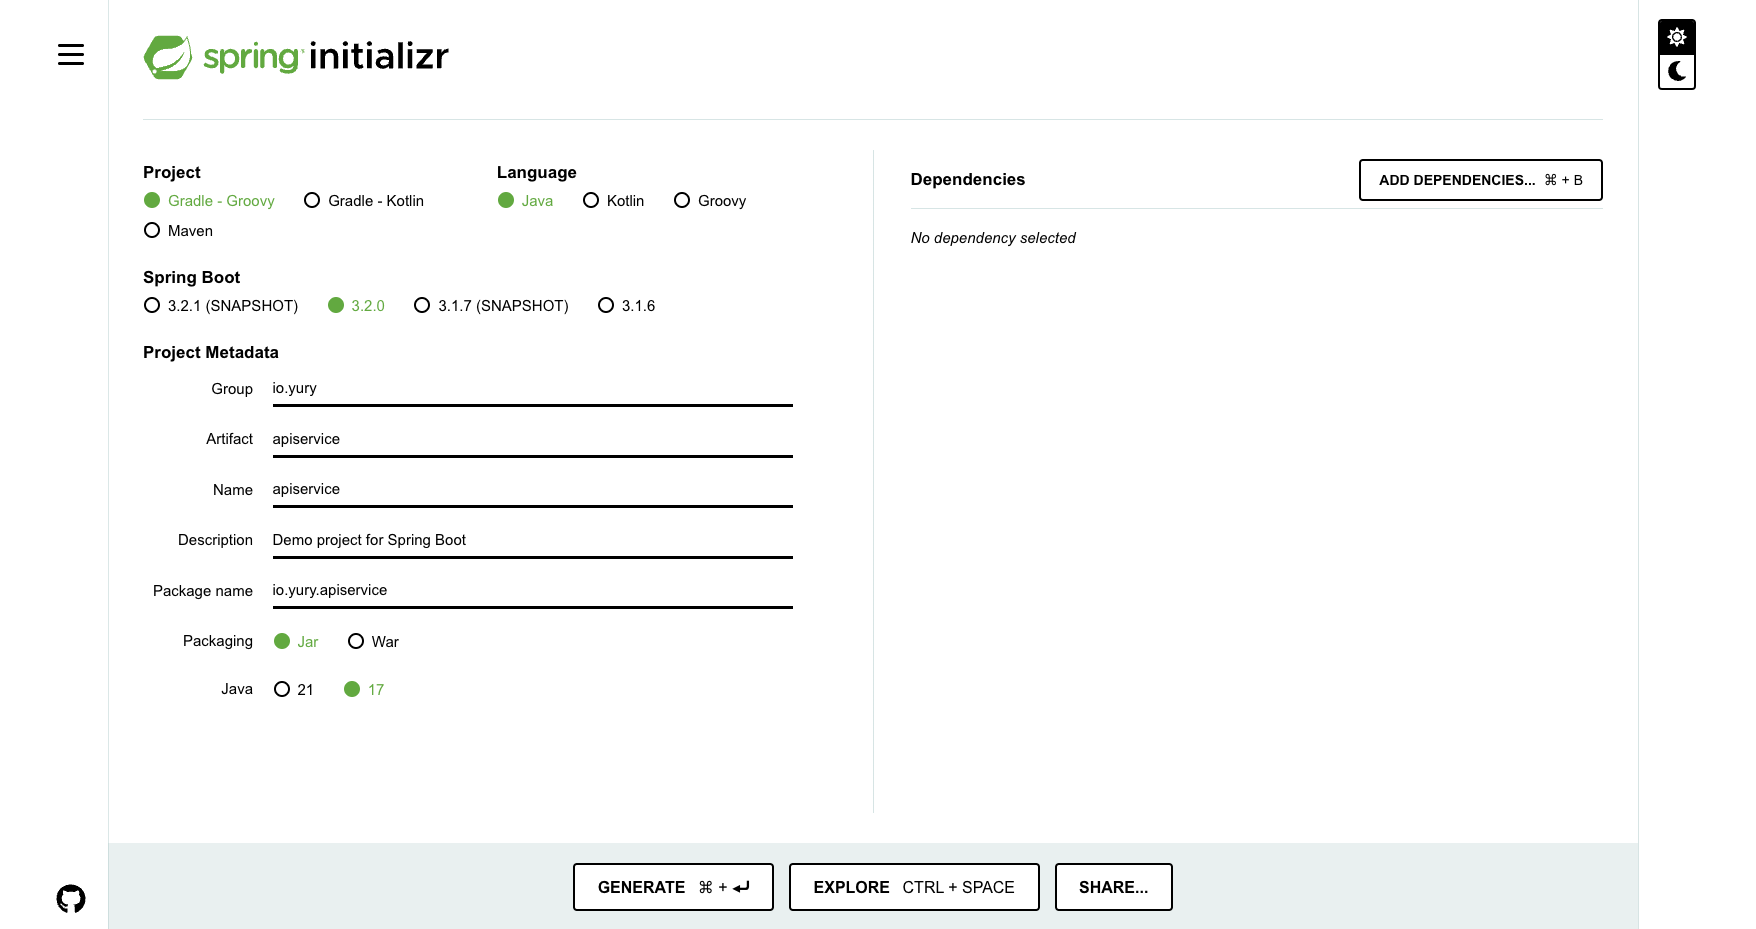 spring initializr
Project
Gradle - Groovy Gradle - Kotlin
Maven
Language
Java Kotlin Groovy
Spring Boot
3.2.1 (SNAPSHOT) 3.2.0 3.1.7 (SNAPSHOT) 3.1.6
Project Metadata
Group io.yury
Artifact apiservice
Name apiservice
Description Demo project for Spring Boot
Package name io.yury.apiservice
Packaging Jar War
Java 21 17
Dependencies ADD DEPENDENCIES... ⌘ + B
No dependency selected
GENERATE ⌘ + ↵ EXPLORE CTRL + SPACE SHARE...